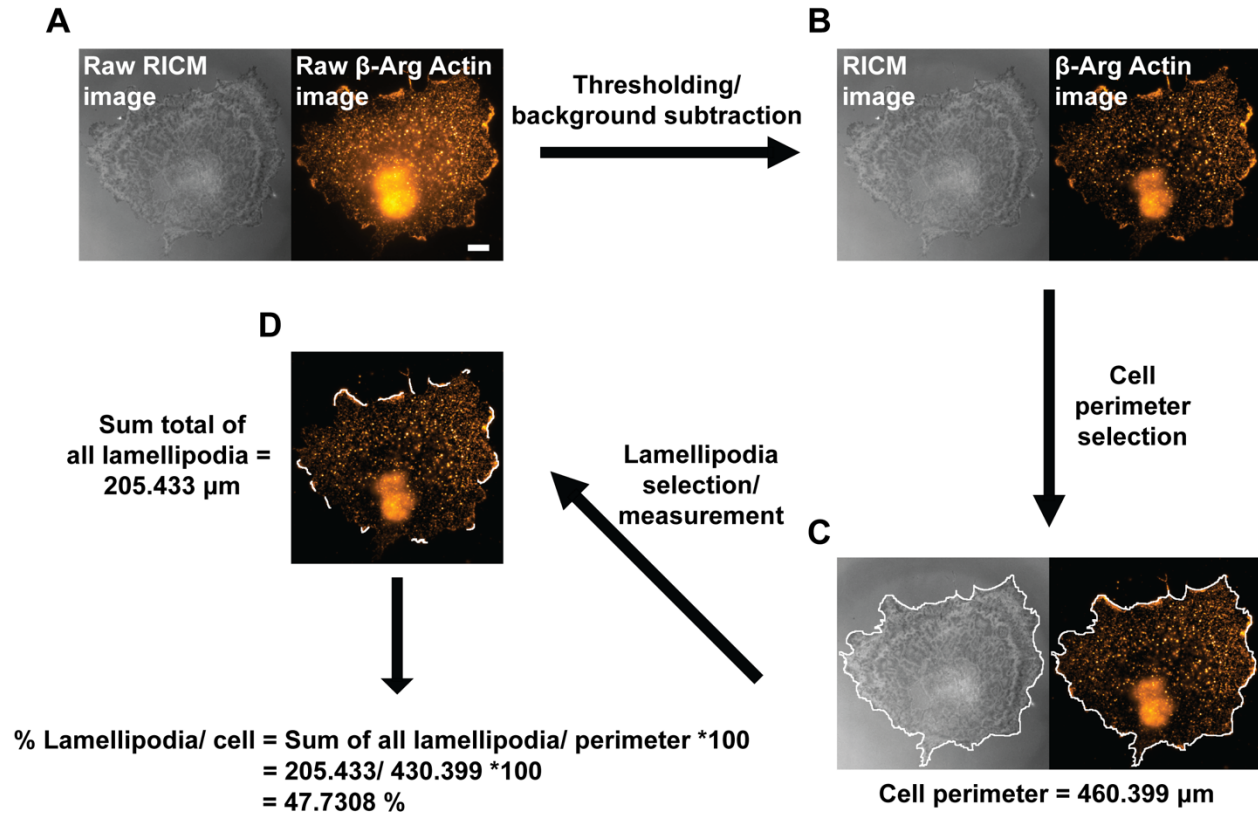 A
Raw RICM
image
Raw β-Arg Actin
image
Thresholding/
background subtraction
B
RICM
image
β-Arg Actin
image
Cell
perimeter
selection
C
Cell perimeter = 460.399 µm
Lamellipodia
selection/
measurement
D
Sum total of
all lamellipodia =
205.433 µm
% Lamellipodia/ cell = Sum of all lamellipodia/ perimeter *100
= 205.433/ 430.399 *100
= 47.7308 %